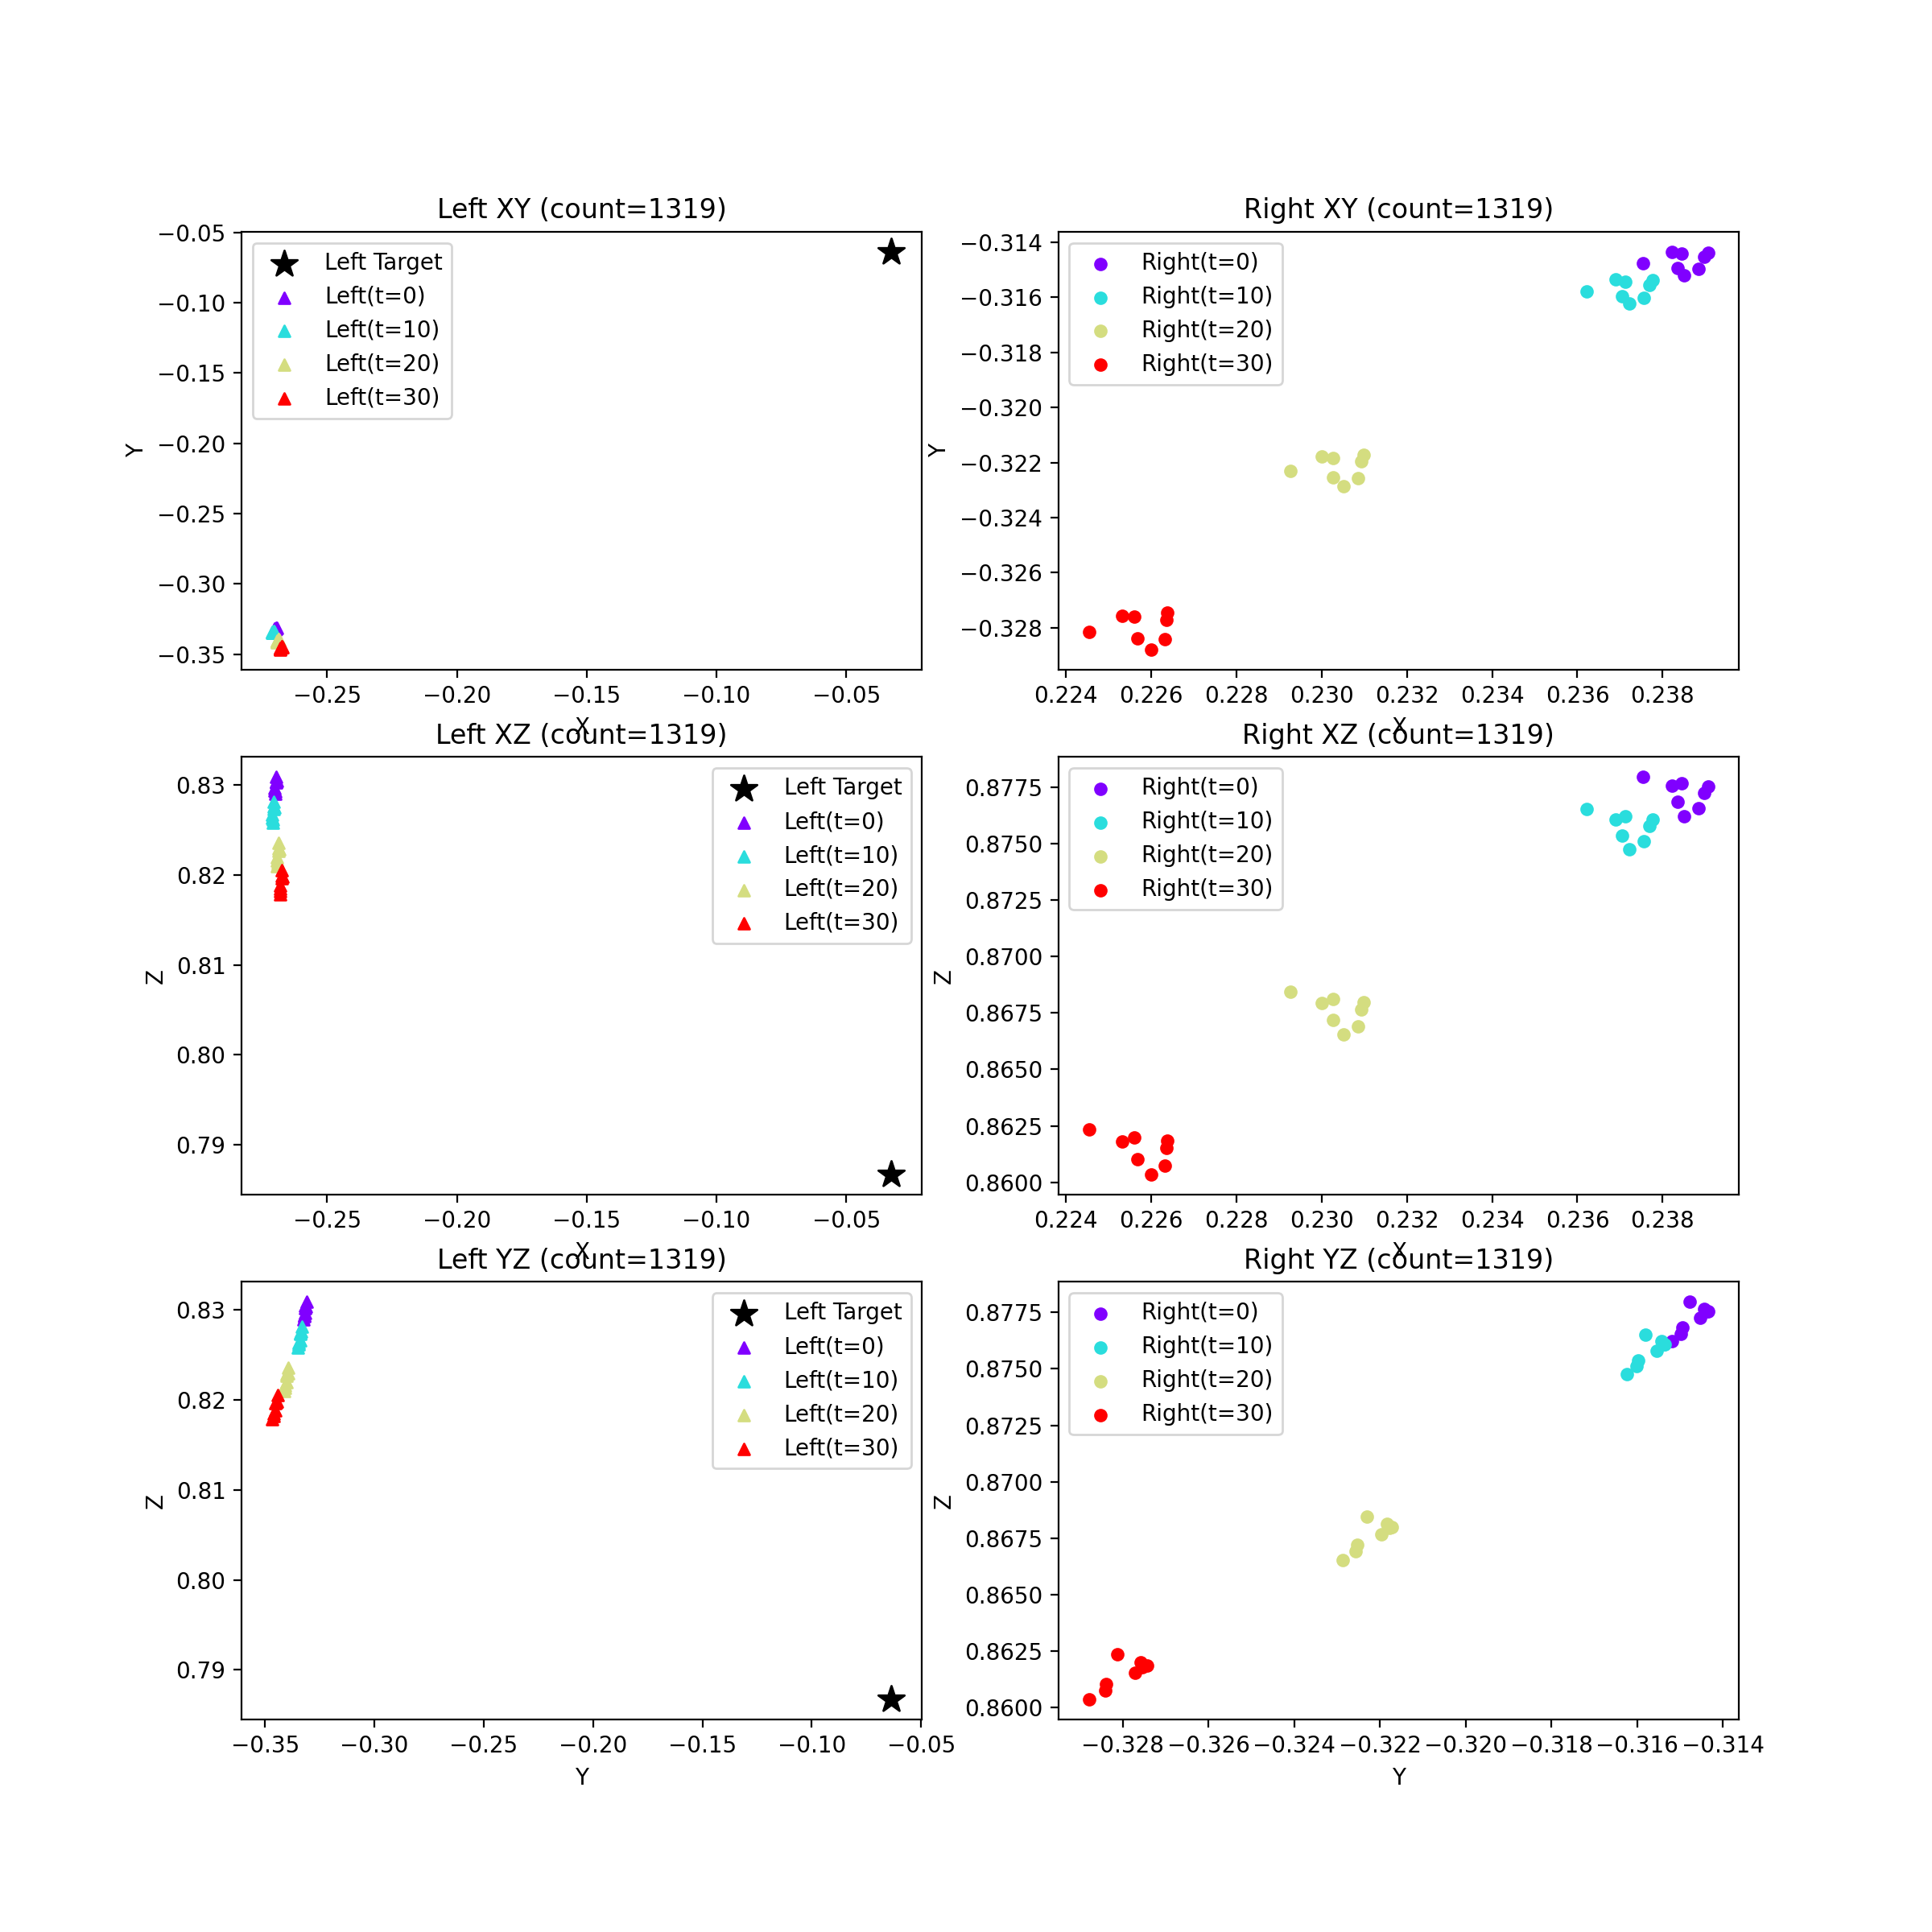 Left XY (count=1319)
−0.05
−0.10
−0.15
−0.20
−0.25
−0.30
−0.35
Y
Left Target
Left(t=0)
Left(t=10)
Left(t=20)
Left(t=30)
−0.25 −0.20 −0.15 −0.10 −0.05
X
Right XY (count=1319)
−0.314
−0.316
−0.318
−0.320
−0.322
−0.324
−0.326
−0.328
Y
Right(t=0)
Right(t=10)
Right(t=20)
Right(t=30)
0.224 0.226 0.228 0.230 0.232 0.234 0.236 0.238
X
Left XZ (count=1319)
0.83
0.82
0.81
0.80
0.79
Z
Left Target
Left(t=0)
Left(t=10)
Left(t=20)
Left(t=30)
−0.25 −0.20 −0.15 −0.10 −0.05
X
Right XZ (count=1319)
0.8775
0.8750
0.8725
0.8700
0.8675
0.8650
0.8625
0.8600
Z
Right(t=0)
Right(t=10)
Right(t=20)
Right(t=30)
0.224 0.226 0.228 0.230 0.232 0.234 0.236 0.238
X
Left YZ (count=1319)
0.83
0.82
0.81
0.80
0.79
Z
Left Target
Left(t=0)
Left(t=10)
Left(t=20)
Left(t=30)
−0.35 −0.30 −0.25 −0.20 −0.15 −0.10 −0.05
Y
Right YZ (count=1319)
0.8775
0.8750
0.8725
0.8700
0.8675
0.8650
0.8625
0.8600
Z
Right(t=0)
Right(t=10)
Right(t=20)
Right(t=30)
−0.328 −0.326 −0.324 −0.322 −0.320 −0.318 −0.316 −0.314
Y